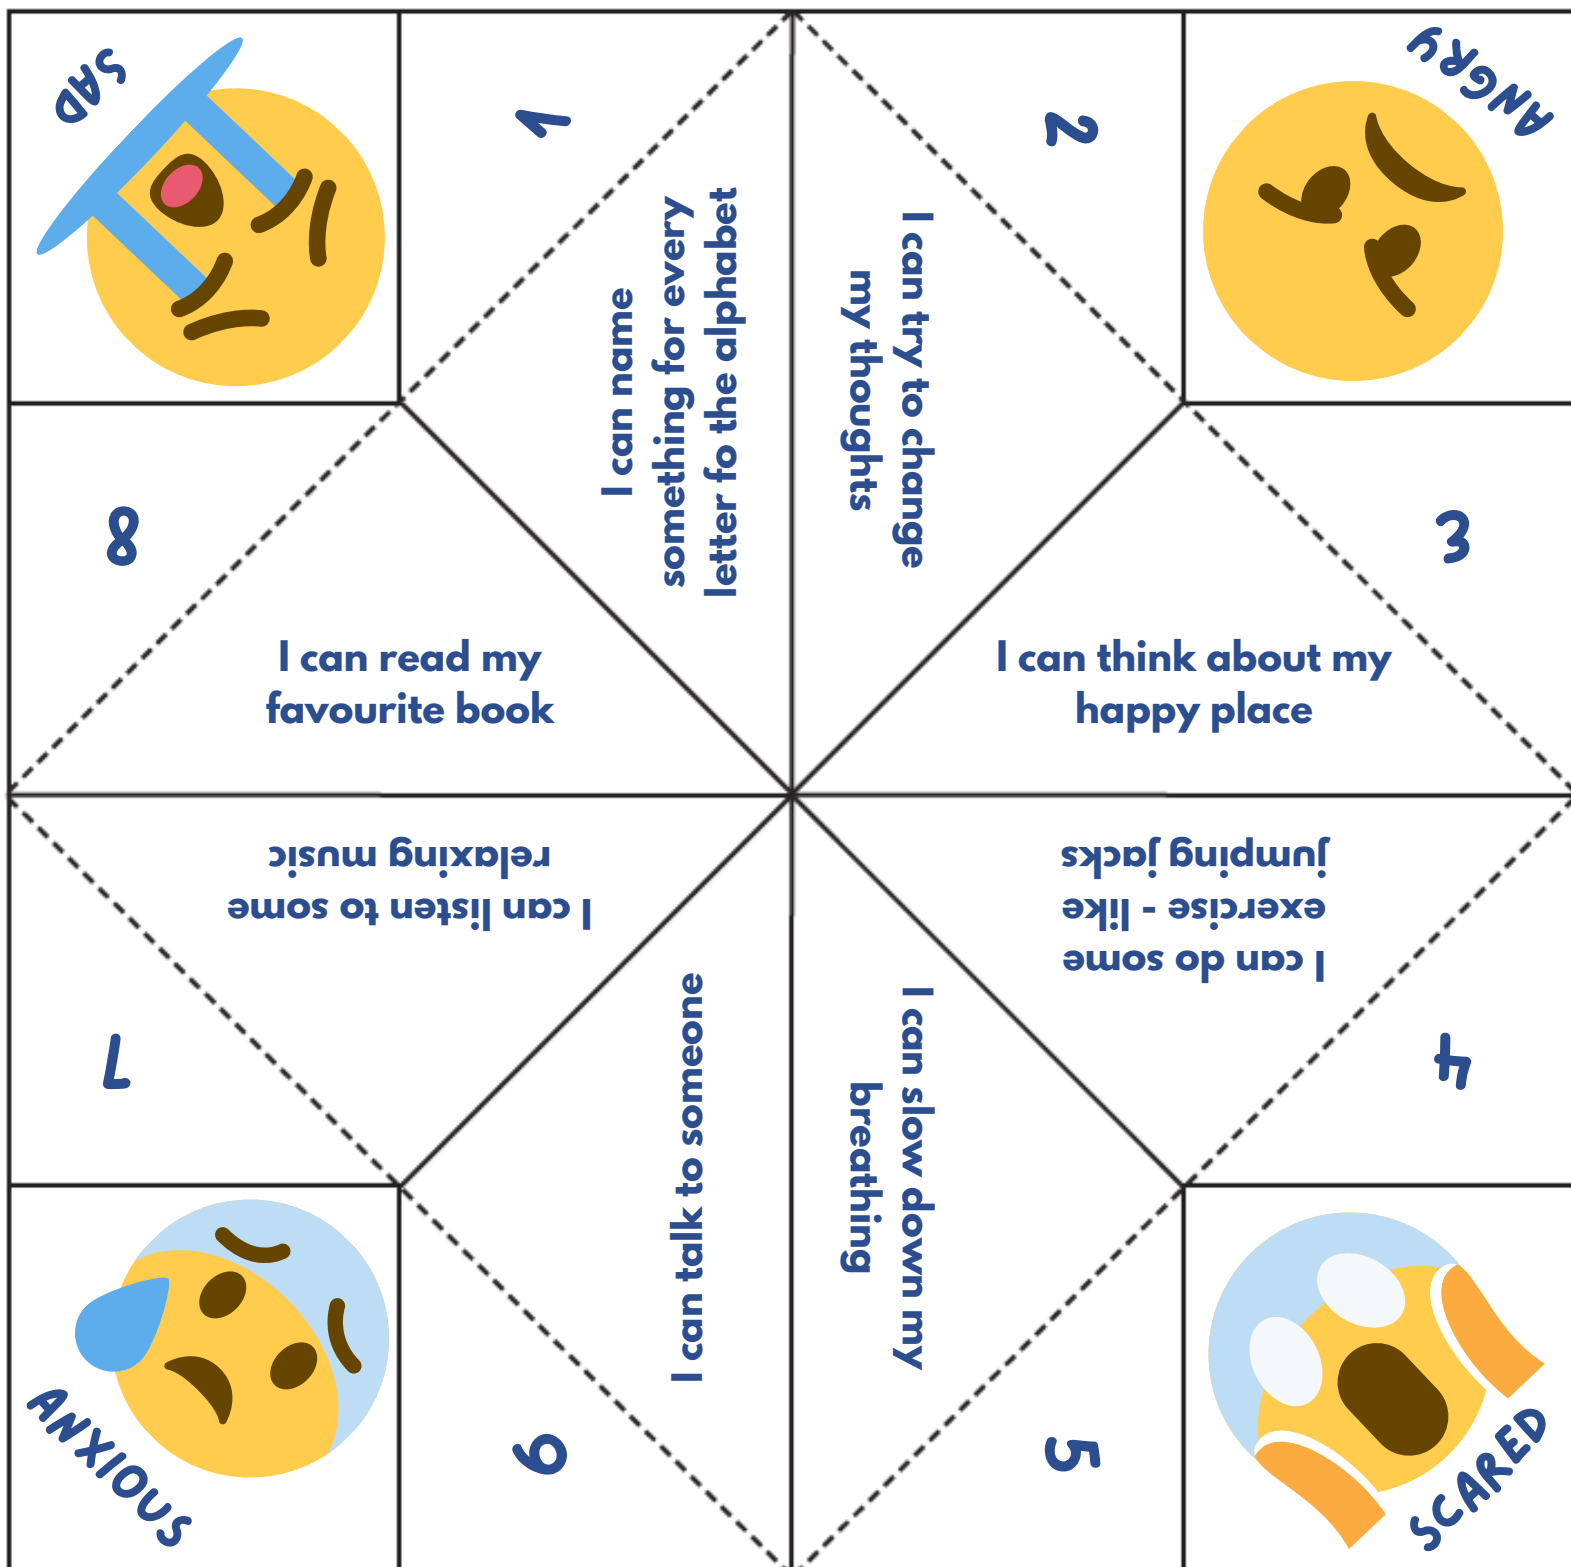 SAD
1
2
ANGRY
I can name
something for every
letter fo the alphabet
I can try to change
my thoughts
8
3
I can read my
favourite book
I can think about my
happy place
I can listen to some
relaxing music
I can do some
exercise - like
jumping jacks
7
4
I can talk to someone
I can slow down my
breathing
ANXIOUS
6
5
SCARED